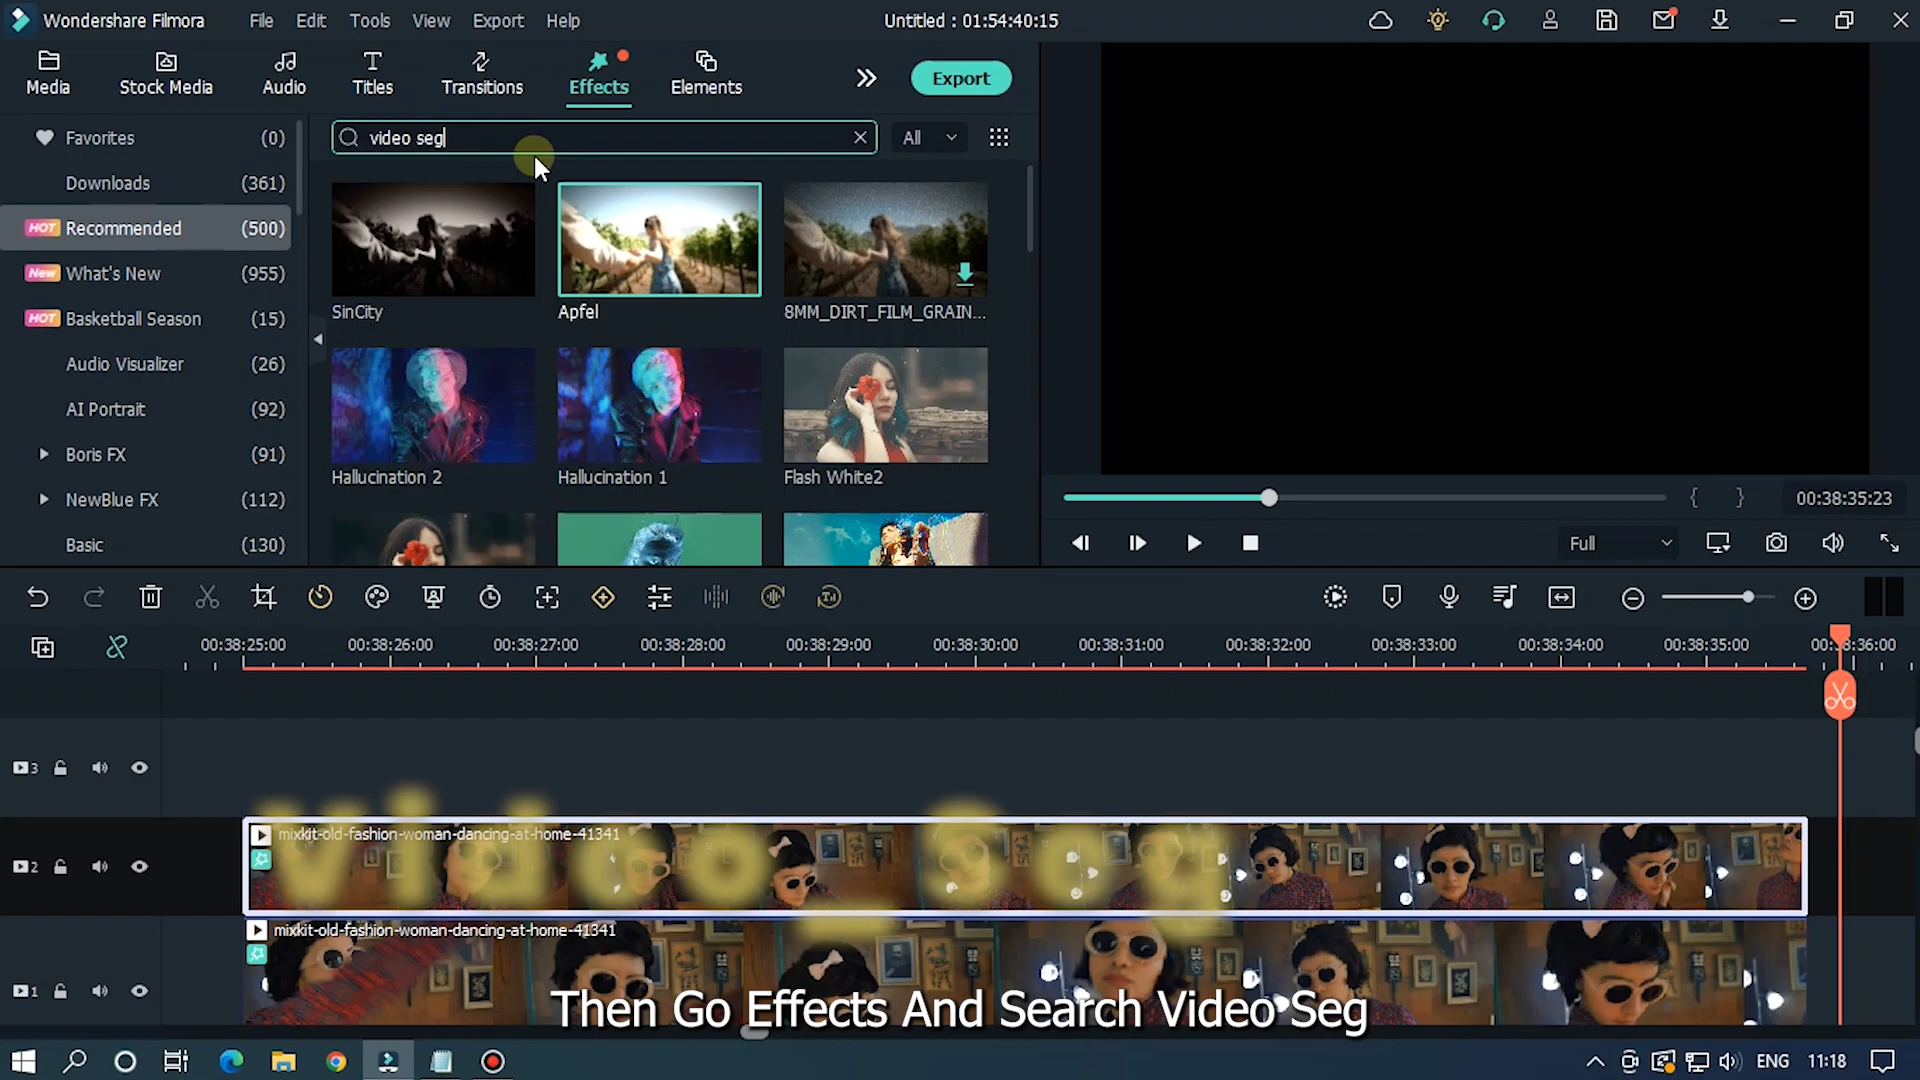 Wondershare Filmora
File
Edit
Tools
View
Export
Help
Untitled : 01:54:40:15
Media
Stock Media
Audio
Titles
Transitions
Effects
Elements
Export
Favorites (0)
Downloads (361)
HOT Recommended (500)
New What's New (955)
HOT Basketball Season (15)
Audio Visualizer (26)
AI Portrait (92)
Boris FX (91)
NewBlue FX (112)
Basic (130)
video seg
All
SinCity
Apfel
8MM_DIRT_FILM_GRAIN...
Hallucination 2
Hallucination 1
Flash White2
00:38:35:23
Full
00:38:25:00
00:38:26:00
00:38:27:00
00:38:28:00
00:38:29:00
00:38:30:00
00:38:31:00
00:38:32:00
00:38:33:00
00:38:34:00
00:38:35:00
00:38:36:00
3
2
mixkit-old-fashion-woman-dancing-at-home-41341
video_Seg
1
mixkit-old-fashion-woman-dancing-at-home-41341
Then Go Effects And Search Video Seg
ENG
11:18